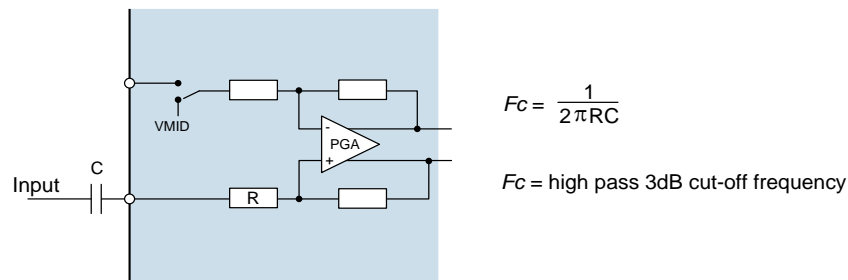 VMID
-
PGA
+
C
Input
R
Fc = 1 / 2πRC
Fc = high pass 3dB cut-off frequency